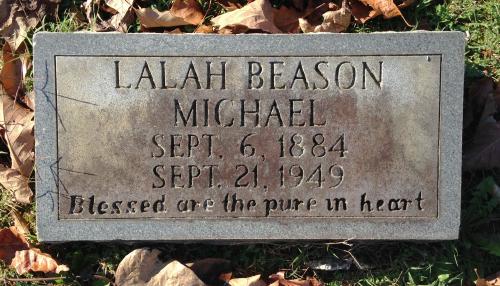 LALAH BEASON
MICHAEL
SEPT. 6, 1884
SEPT. 21, 1949
Blessed are the pure in heart